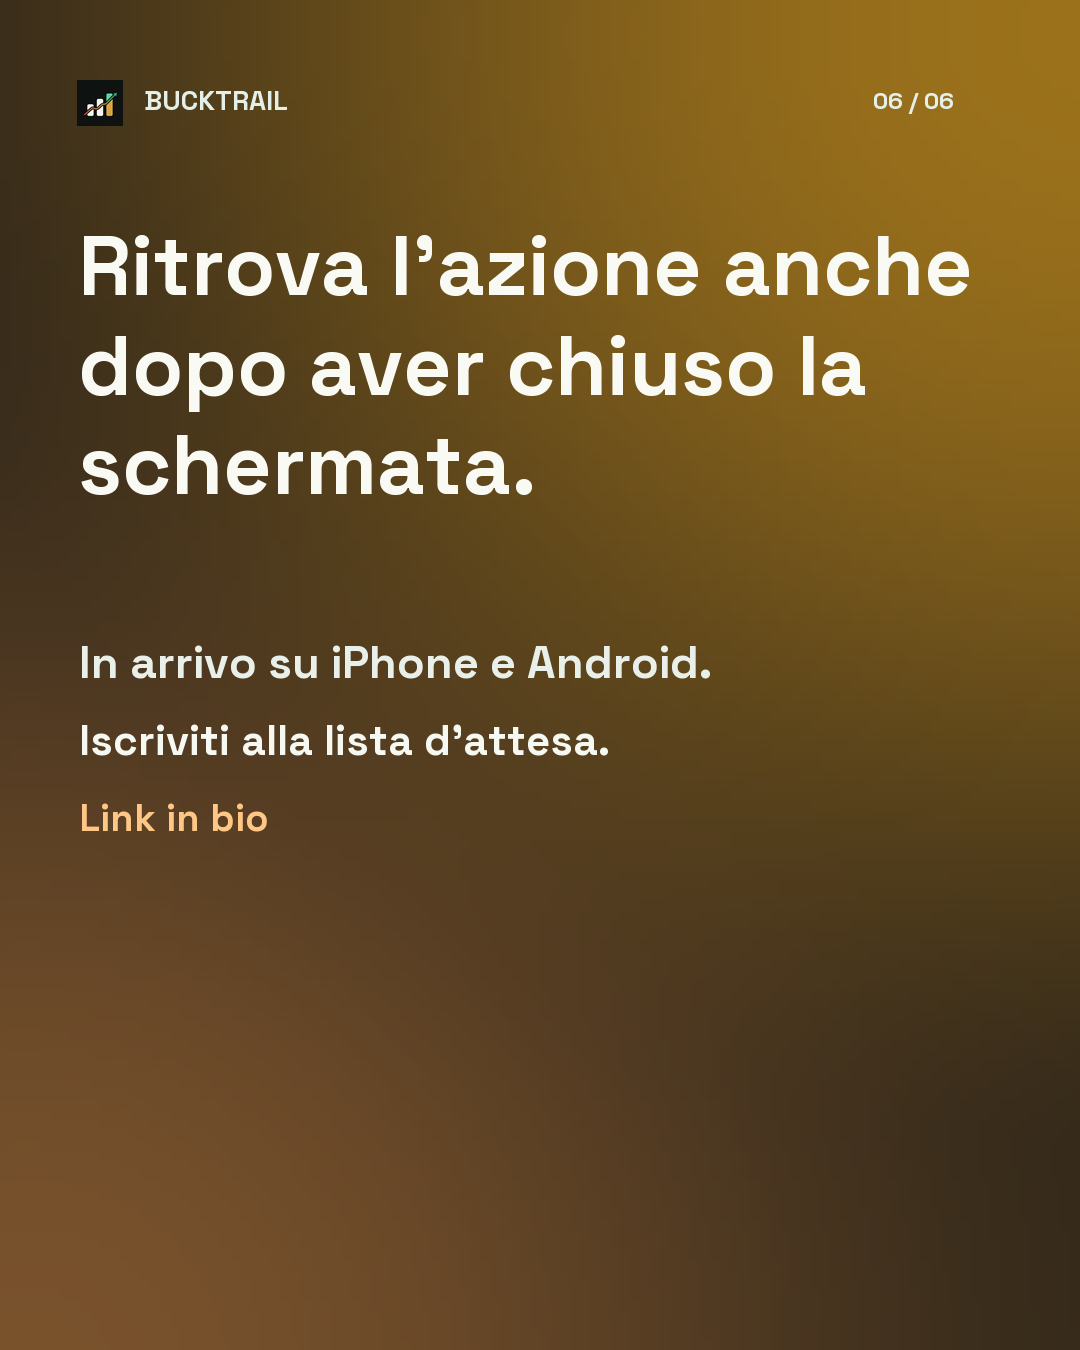 BUCKTRAIL
06 / 06
Ritrova l’azione anche
dopo aver chiuso la
schermata.
In arrivo su iPhone e Android.
Iscriviti alla lista d’attesa.
Link in bio